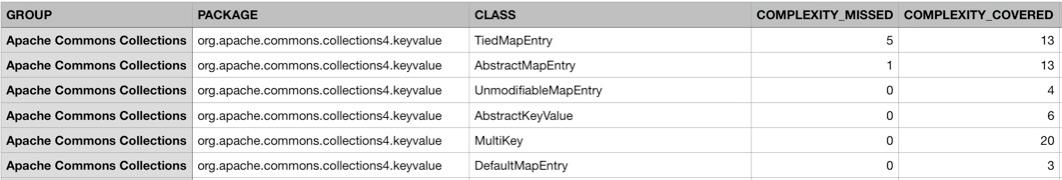 GROUP PACKAGE CLASS COMPLEXITY_MISSED COMPLEXITY_COVERED
Apache Commons Collections org.apache.commons.collections4.keyvalue TiedMapEntry 5 13
Apache Commons Collections org.apache.commons.collections4.keyvalue AbstractMapEntry 1 13
Apache Commons Collections org.apache.commons.collections4.keyvalue UnmodifiableMapEntry 0 4
Apache Commons Collections org.apache.commons.collections4.keyvalue AbstractKeyValue 0 6
Apache Commons Collections org.apache.commons.collections4.keyvalue MultiKey 0 20
Apache Commons Collections org.apache.commons.collections4.keyvalue DefaultMapEntry 0 3